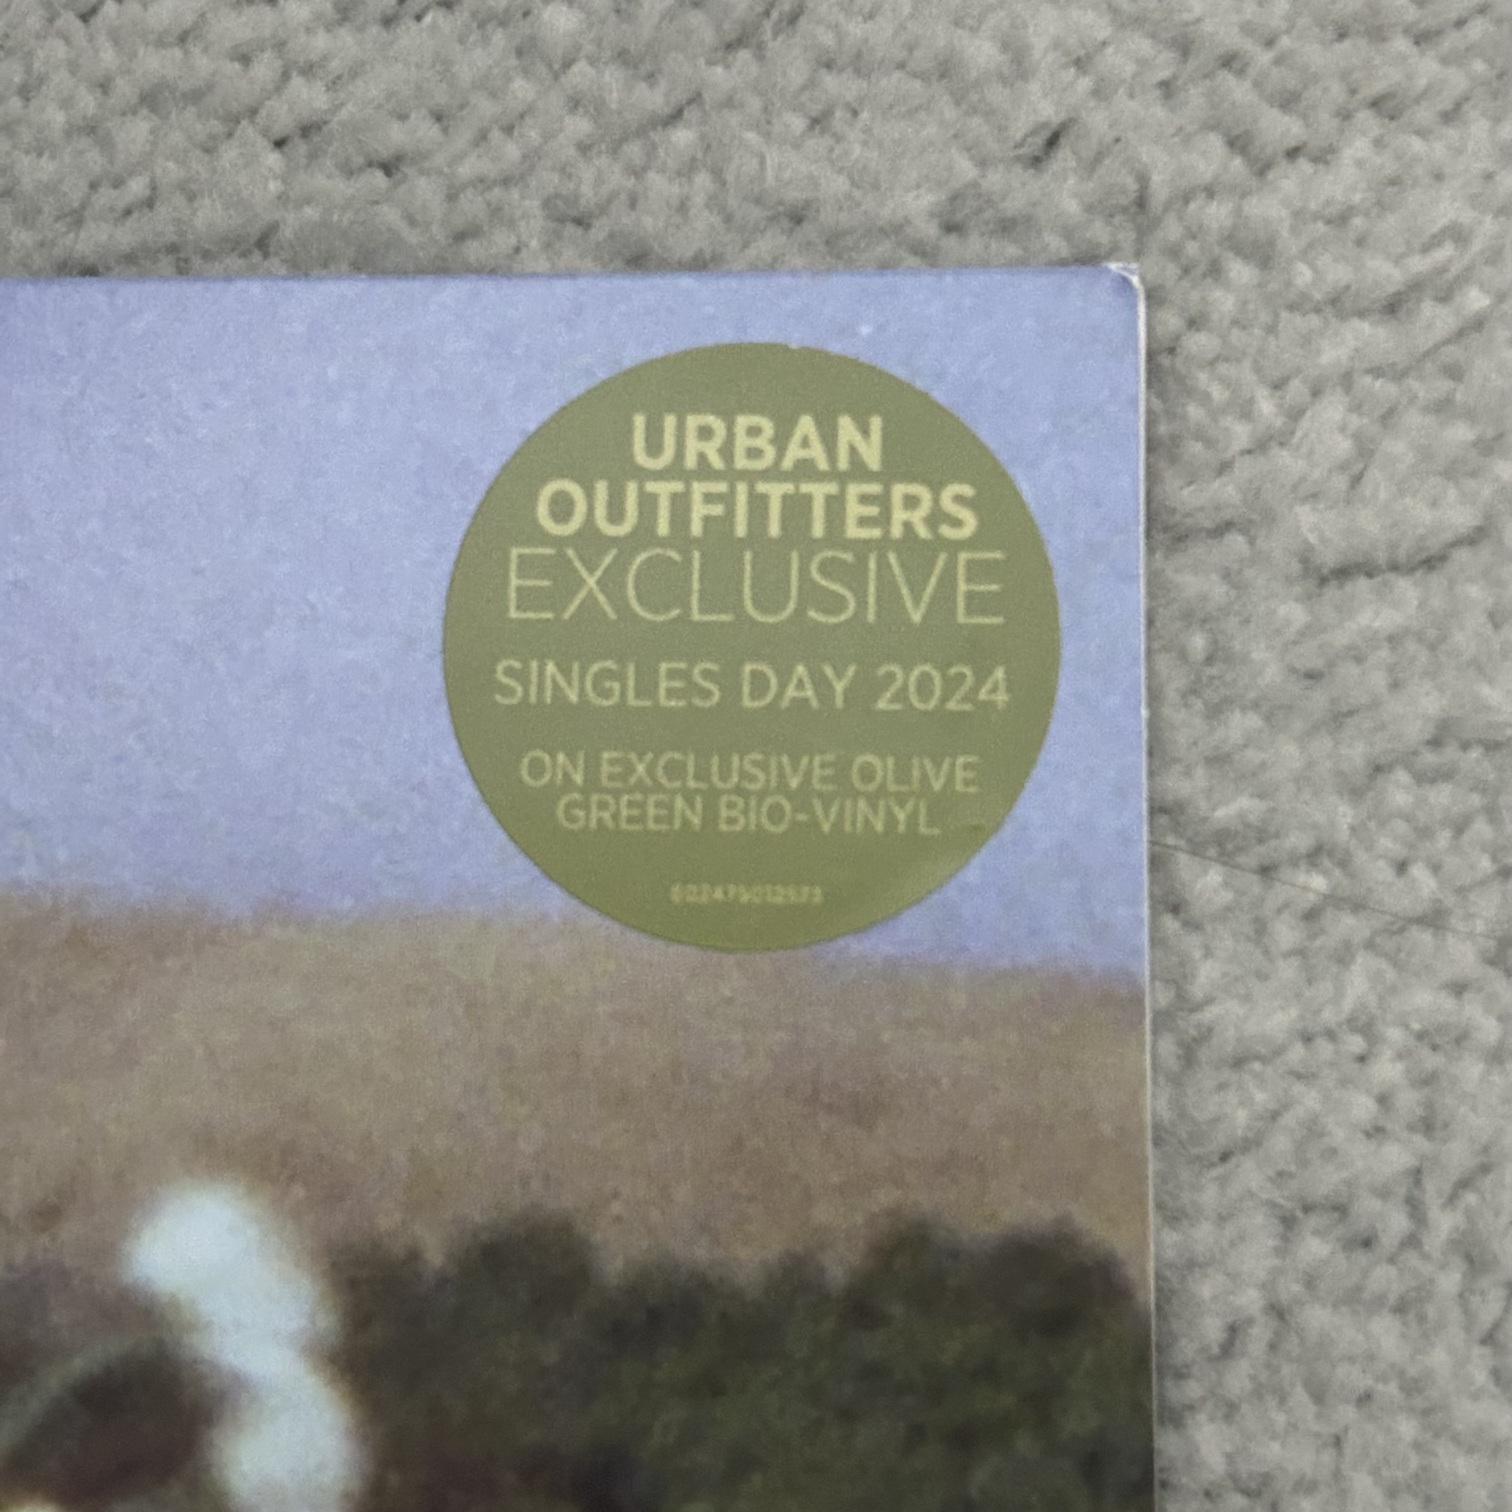 URBAN
OUTFITTERS
EXCLUSIVE
SINGLES DAY 2024
ON EXCLUSIVE OLIVE
GREEN BIO-VINYL